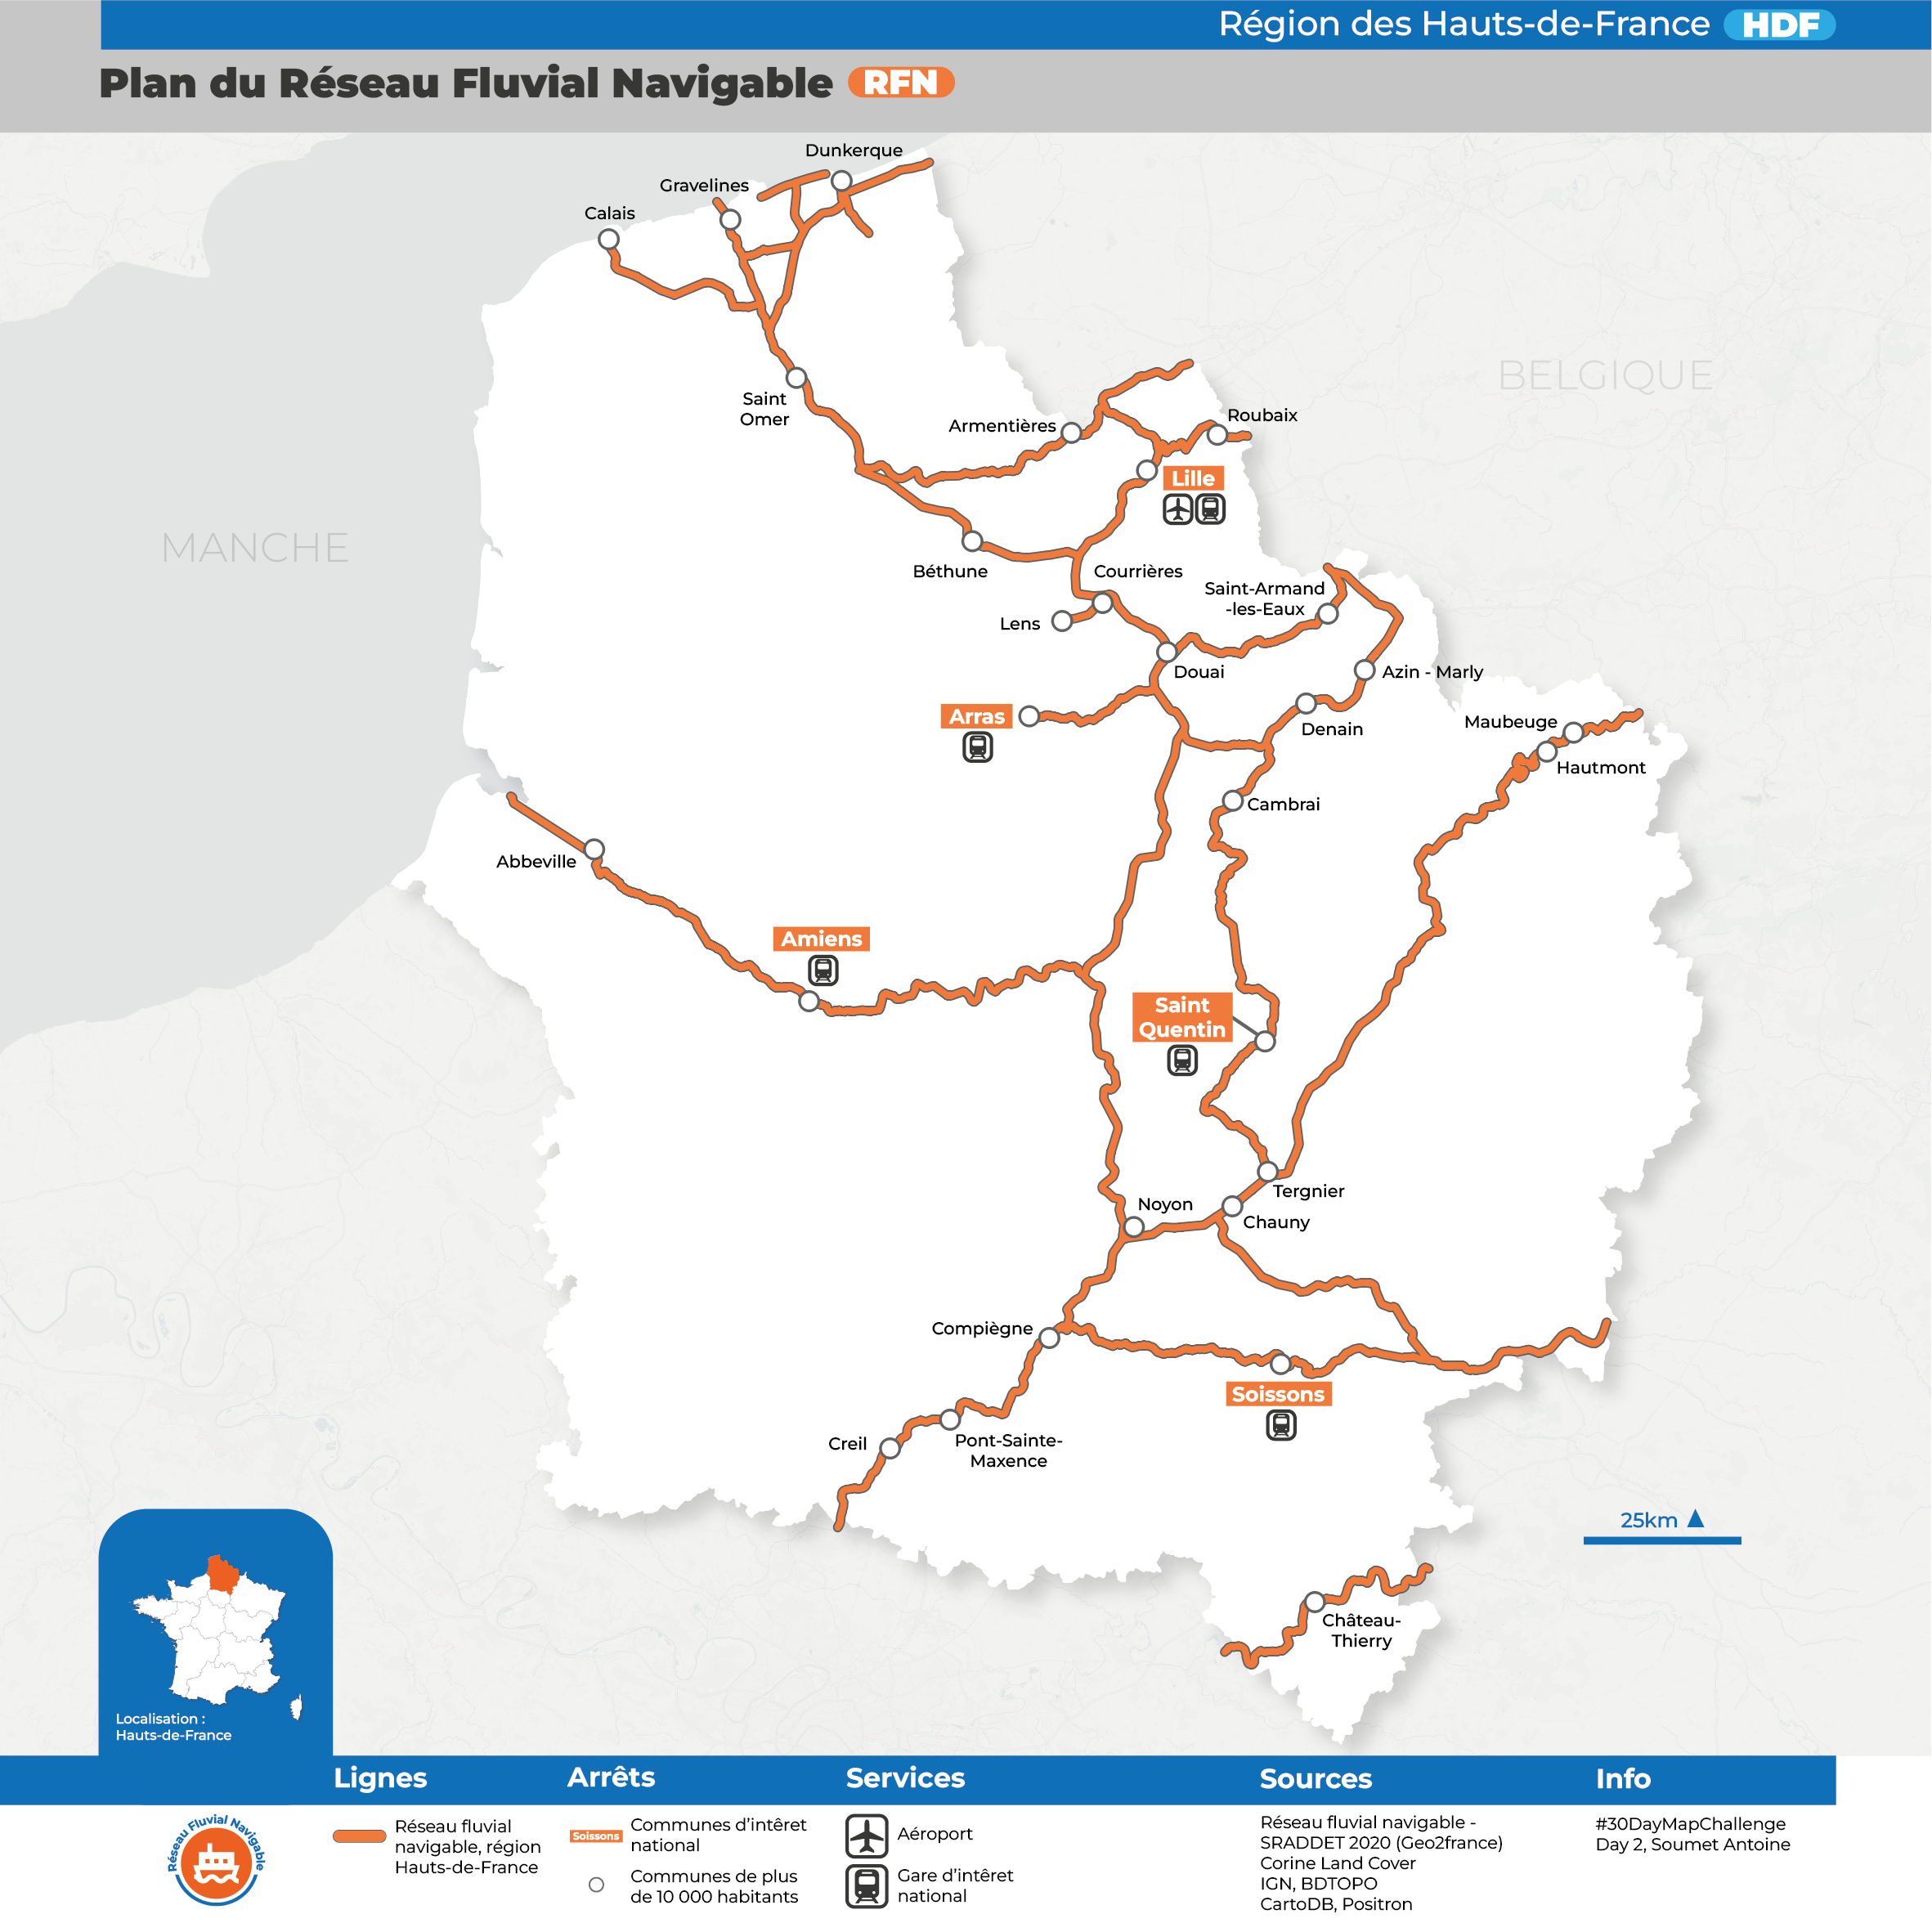 Région des Hauts-de-France HDF
Plan du Réseau Fluvial Navigable RFN
Dunkerque
Gravelines
Calais
BELGIQUE
Saint
Omer
Armentières
Roubaix
Lille
MANCHE
Béthune
Courrières
Saint-Armand
-les-Eaux
Lens
Douai
Azin - Marly
Arras
Denain
Maubeuge
Hautmont
Cambrai
Abbeville
Amiens
Saint
Quentin
Tergnier
Noyon
Chauny
Compiègne
Soissons
Creil
Pont-Sainte-
Maxence
25km
Château-
Thierry
Localisation :
Hauts-de-France
Lignes
Réseau fluvial
navigable, région
Hauts-de-France
Arrêts
Soissons
Communes d'intêret
national
Communes de plus
de 10 000 habitants
Services
Aéroport
Gare d'intêret
national
Sources
Réseau fluvial navigable -
SRADDET 2020 (Geo2france)
Corine Land Cover
IGN, BDTOPO
CartoDB, Positron
Info
#30DayMapChallenge
Day 2, Soumet Antoine
Réseau Fluvial Navigable